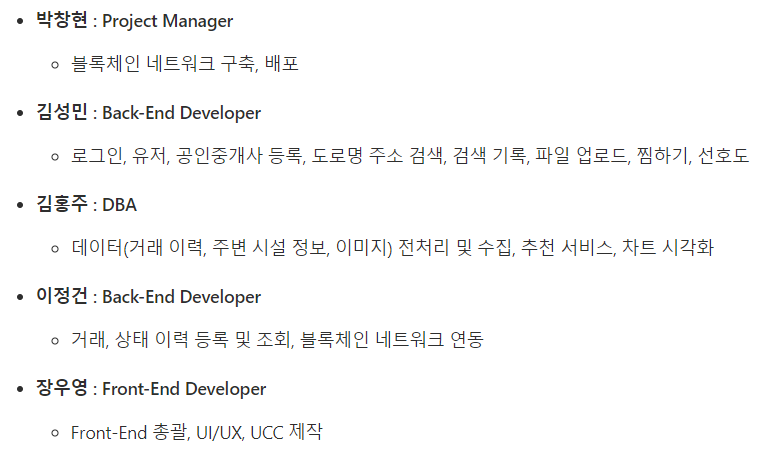 박창현 : Project Manager
블록체인 네트워크 구축, 배포
김성민 : Back-End Developer
로그인, 유저, 공인중개사 등록, 도로명 주소 검색, 검색 기록, 파일 업로드, 찜하기, 선호도
김홍주 : DBA
데이터(거래 이력, 주변 시설 정보, 이미지) 전처리 및 수집, 추천 서비스, 차트 시각화
이정건 : Back-End Developer
거래, 상태 이력 등록 및 조회, 블록체인 네트워크 연동
장우영 : Front-End Developer
Front-End 총괄, UI/UX, UCC 제작